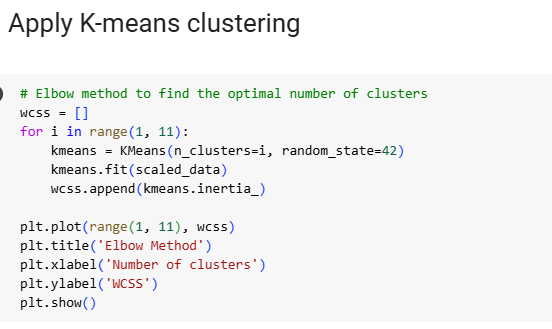 Apply K-means clustering
# Elbow method to find the optimal number of clusters
wcss = []
for i in range(1, 11):
    kmeans = KMeans(n_clusters=i, random_state=42)
    kmeans.fit(scaled_data)
    wcss.append(kmeans.inertia_)

plt.plot(range(1, 11), wcss)
plt.title('Elbow Method')
plt.xlabel('Number of clusters')
plt.ylabel('WCSS')
plt.show()